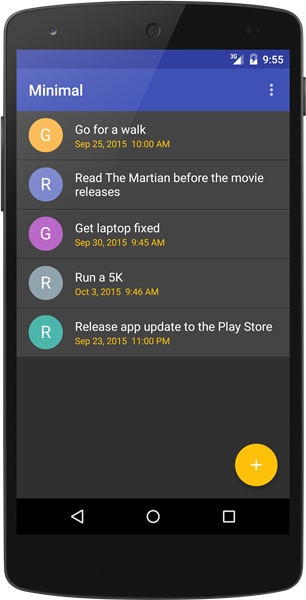 3G 9:55
Minimal
G Go for a walk
Sep 25, 2015 10:00 AM
R Read The Martian before the movie
releases
G Get laptop fixed
Sep 30, 2015 9:45 AM
R Run a 5K
Oct 3, 2015 9:46 AM
R Release app update to the Play Store
Sep 23, 2015 11:00 PM
+